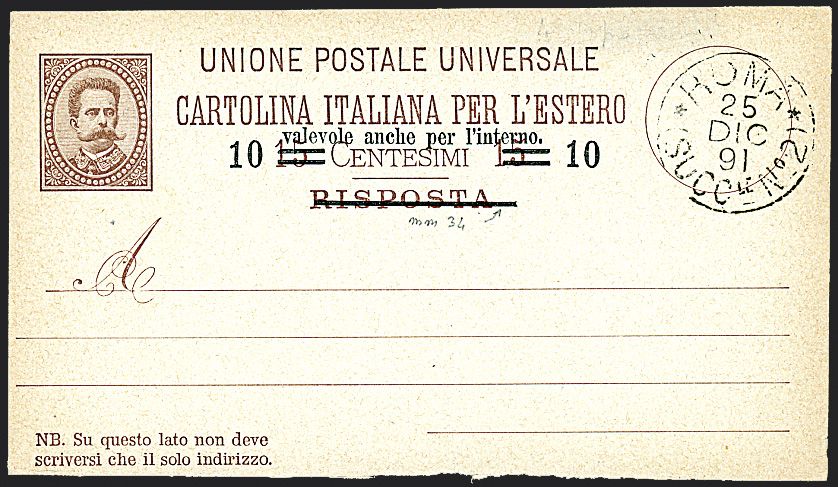 UNIONE POSTALE UNIVERSALE
CARTOLINA ITALIANA PER L'ESTERO
valevole anche per l'interno.
10 15 CENTESIMI 15 10
RISPOSTA
mm 34
A
NB. Su questo lato non deve
scriversi che il solo indirizzo.
* ROMA *
25
DIC
91
(SUCC.LE N.o 2)